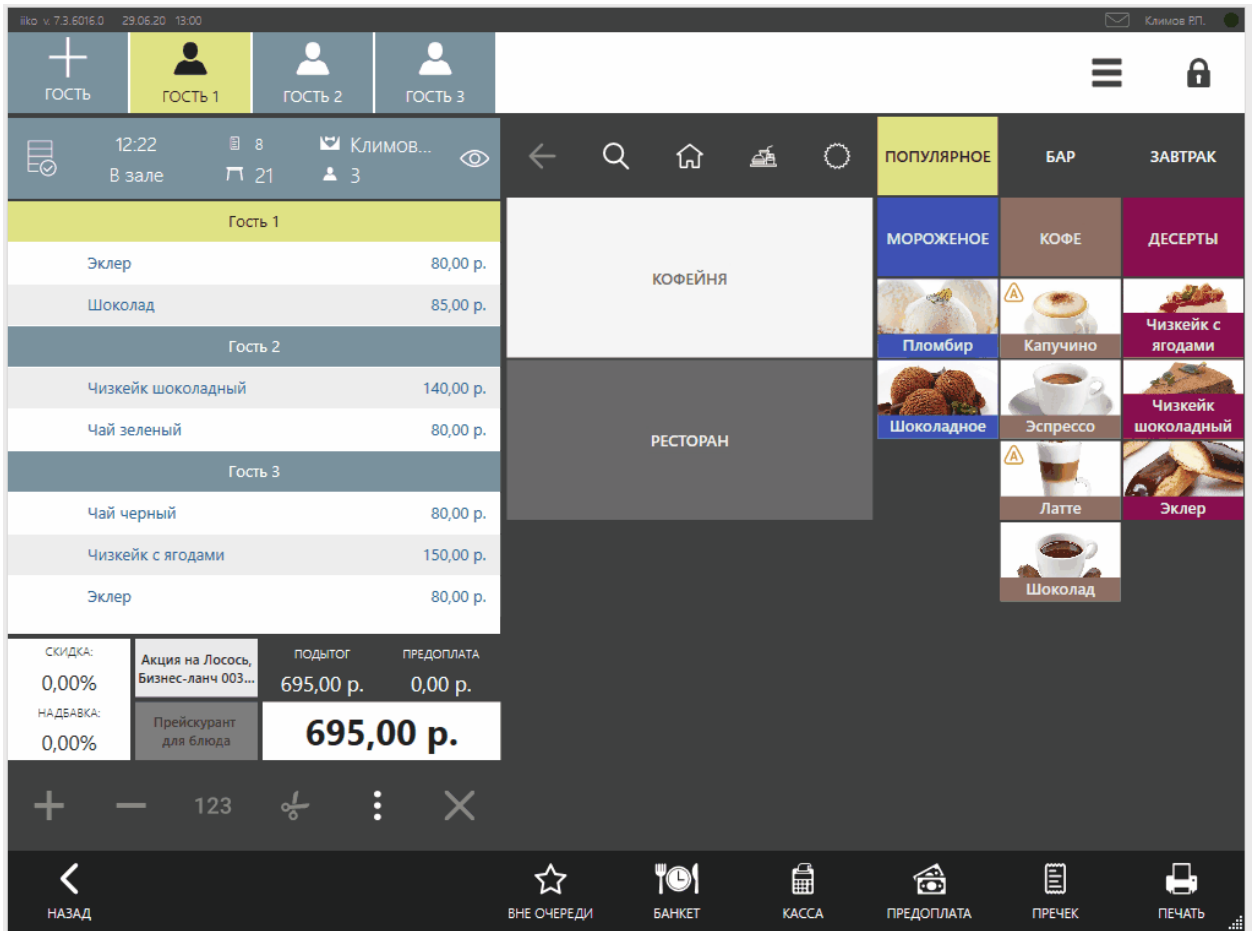 iiko v. 7.3.6016.0 29.06.20 13:00 Климов Р.П.
ГОСТЬ ГОСТЬ 1 ГОСТЬ 2 ГОСТЬ 3
12:22 8 Климов...
В зале 21 3
Гость 1
Эклер 80,00 р.
Шоколад 85,00 р.
Гость 2
Чизкейк шоколадный 140,00 р.
Чай зеленый 80,00 р.
Гость 3
Чай черный 80,00 р.
Чизкейк с ягодами 150,00 р.
Эклер 80,00 р.
СКИДКА:
0,00%
НАДБАВКА:
0,00%
Акция на Лосось,
Бизнес-ланч 003...
Прейскурант
для блюда
ПОДЫТОГ ПРЕДОПЛАТА
695,00 р. 0,00 р.
695,00 р.
123
КОФЕЙНЯ
РЕСТОРАН
ПОПУЛЯРНОЕ БАР ЗАВТРАК
МОРОЖЕНОЕ КОФЕ ДЕСЕРТЫ
Пломбир
A
Капучино
Чизкейк с
ягодами
Шоколадное
Эспрессо
Чизкейк
шоколадный
A
Латте
Эклер
Шоколад
НАЗАД ВНЕ ОЧЕРЕДИ БАНКЕТ КАССА ПРЕДОПЛАТА ПРЕЧЕК ПЕЧАТЬ